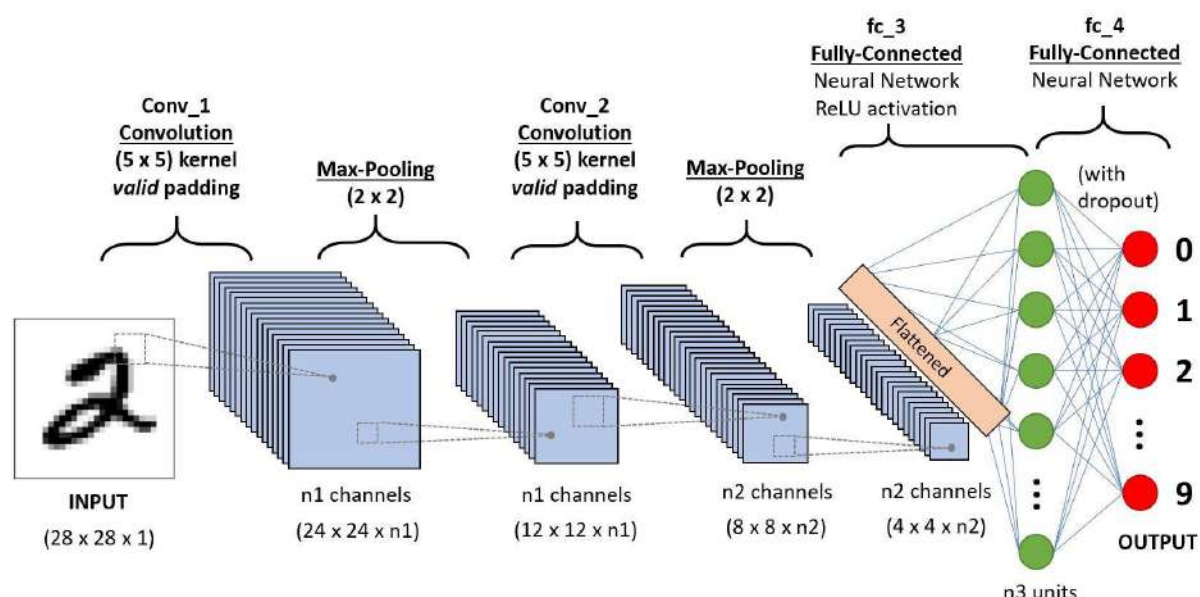 Conv_1
Convolution
(5 x 5) kernel
valid padding
Max-Pooling
(2 x 2)
Conv_2
Convolution
(5 x 5) kernel
valid padding
Max-Pooling
(2 x 2)
fc_3
Fully-Connected
Neural Network
ReLU activation
fc_4
Fully-Connected
Neural Network
(with
dropout)
Flattened
0
1
2
9
INPUT
(28 x 28 x 1)
n1 channels
(24 x 24 x n1)
n1 channels
(12 x 12 x n1)
n2 channels
(8 x 8 x n2)
n2 channels
(4 x 4 x n2)
n3 units
OUTPUT
2